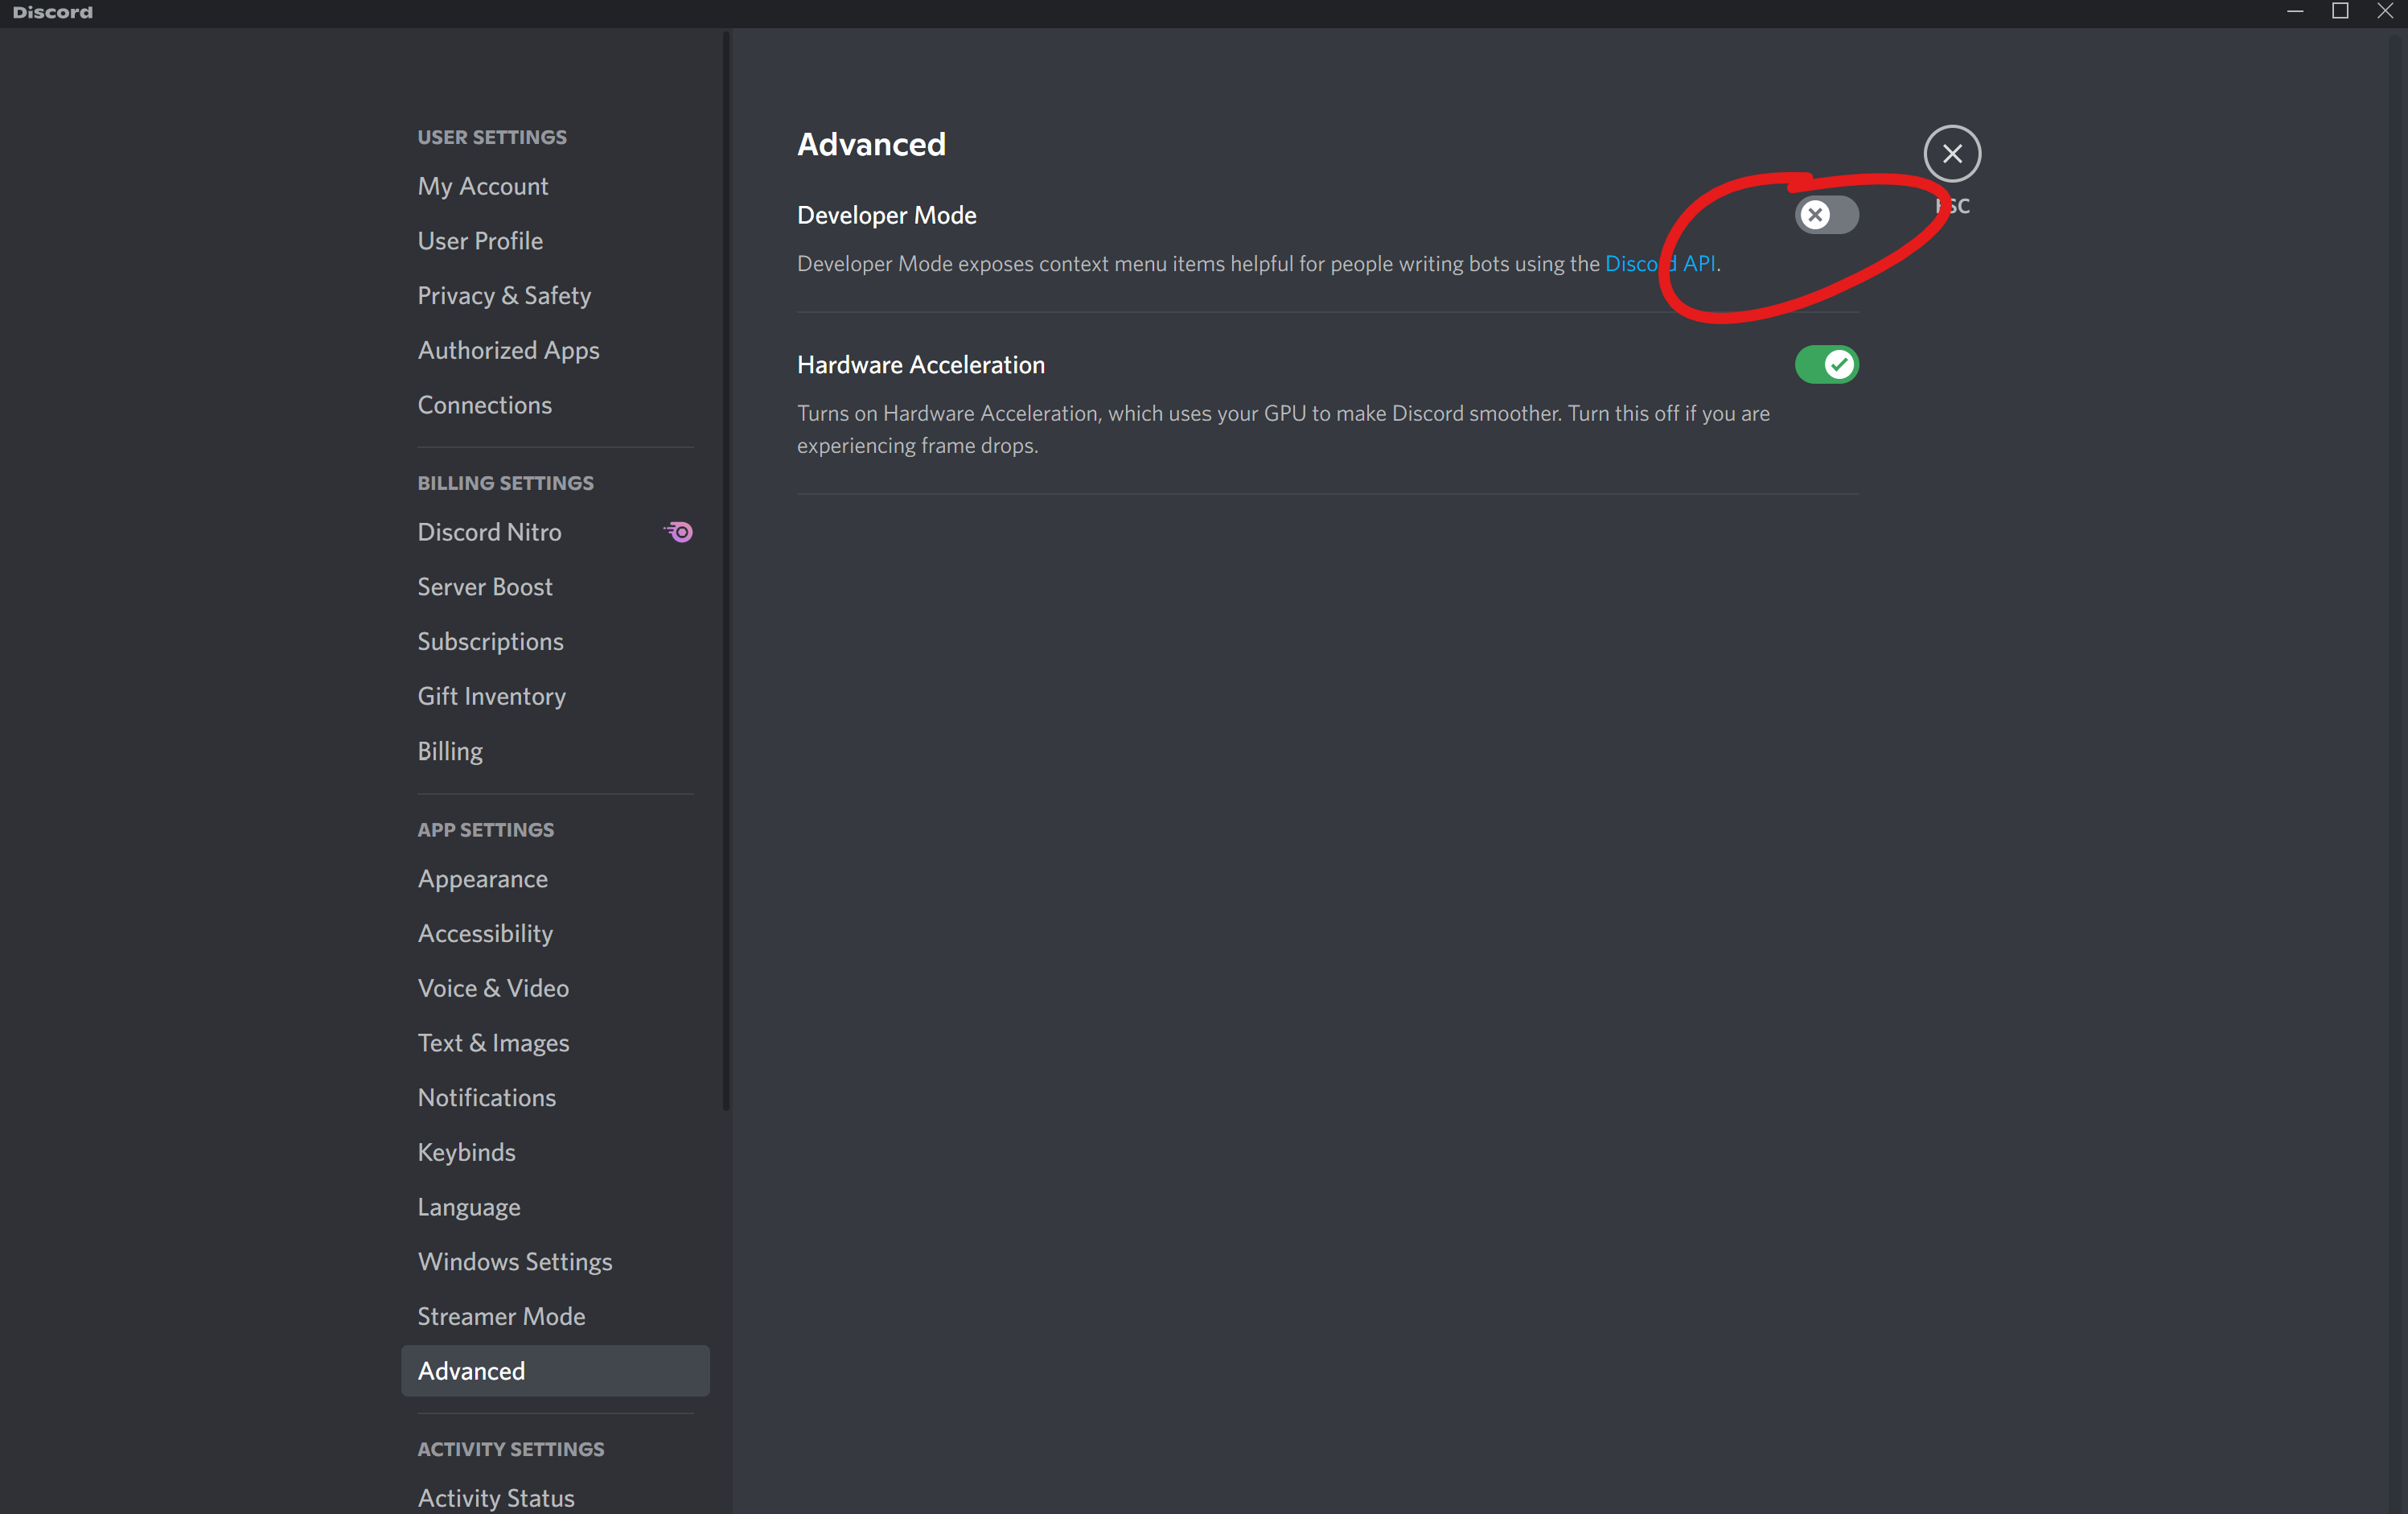 Discord
USER SETTINGS
My Account
User Profile
Privacy & Safety
Authorized Apps
Connections
BILLING SETTINGS
Discord Nitro
Server Boost
Subscriptions
Gift Inventory
Billing
APP SETTINGS
Appearance
Accessibility
Voice & Video
Text & Images
Notifications
Keybinds
Language
Windows Settings
Streamer Mode
Advanced
ACTIVITY SETTINGS
Activity Status
Advanced
Developer Mode
Developer Mode exposes context menu items helpful for people writing bots using the Discord API.
Hardware Acceleration
Turns on Hardware Acceleration, which uses your GPU to make Discord smoother. Turn this off if you are
experiencing frame drops.
ESC